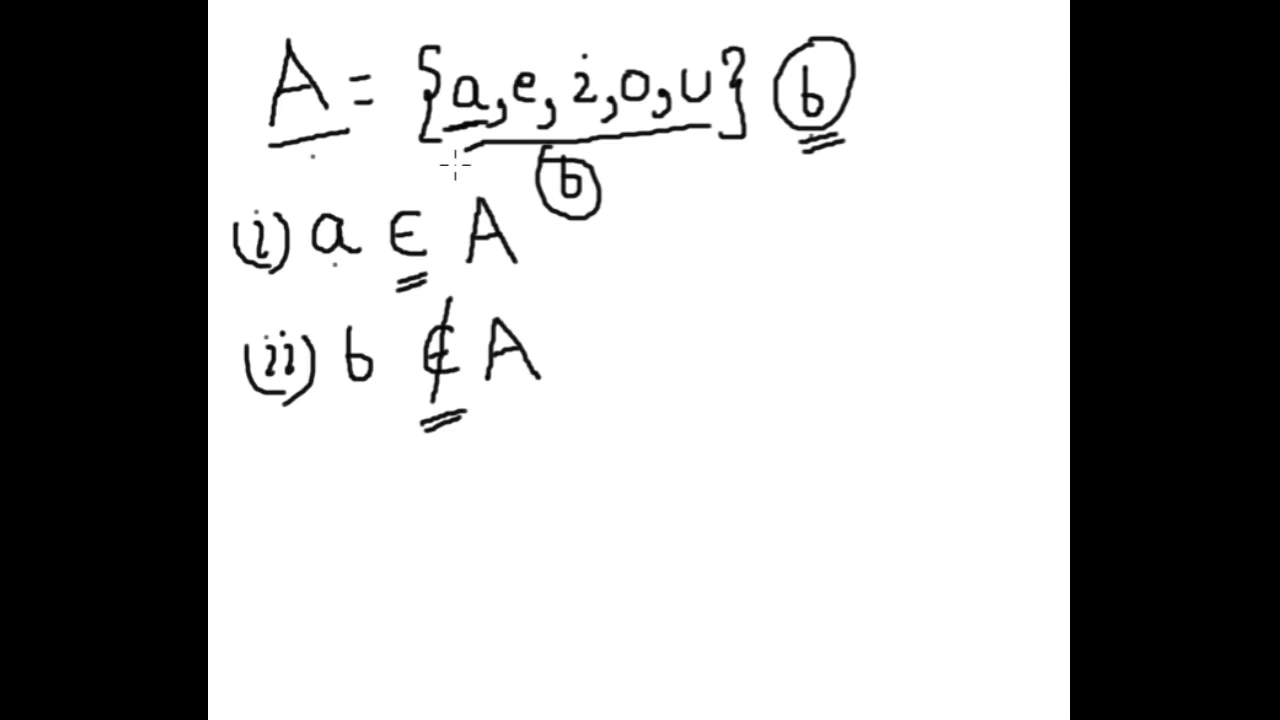 A = {a, e, i, o, u} b
b
(i) a ∈ A
(ii) b ∉ A